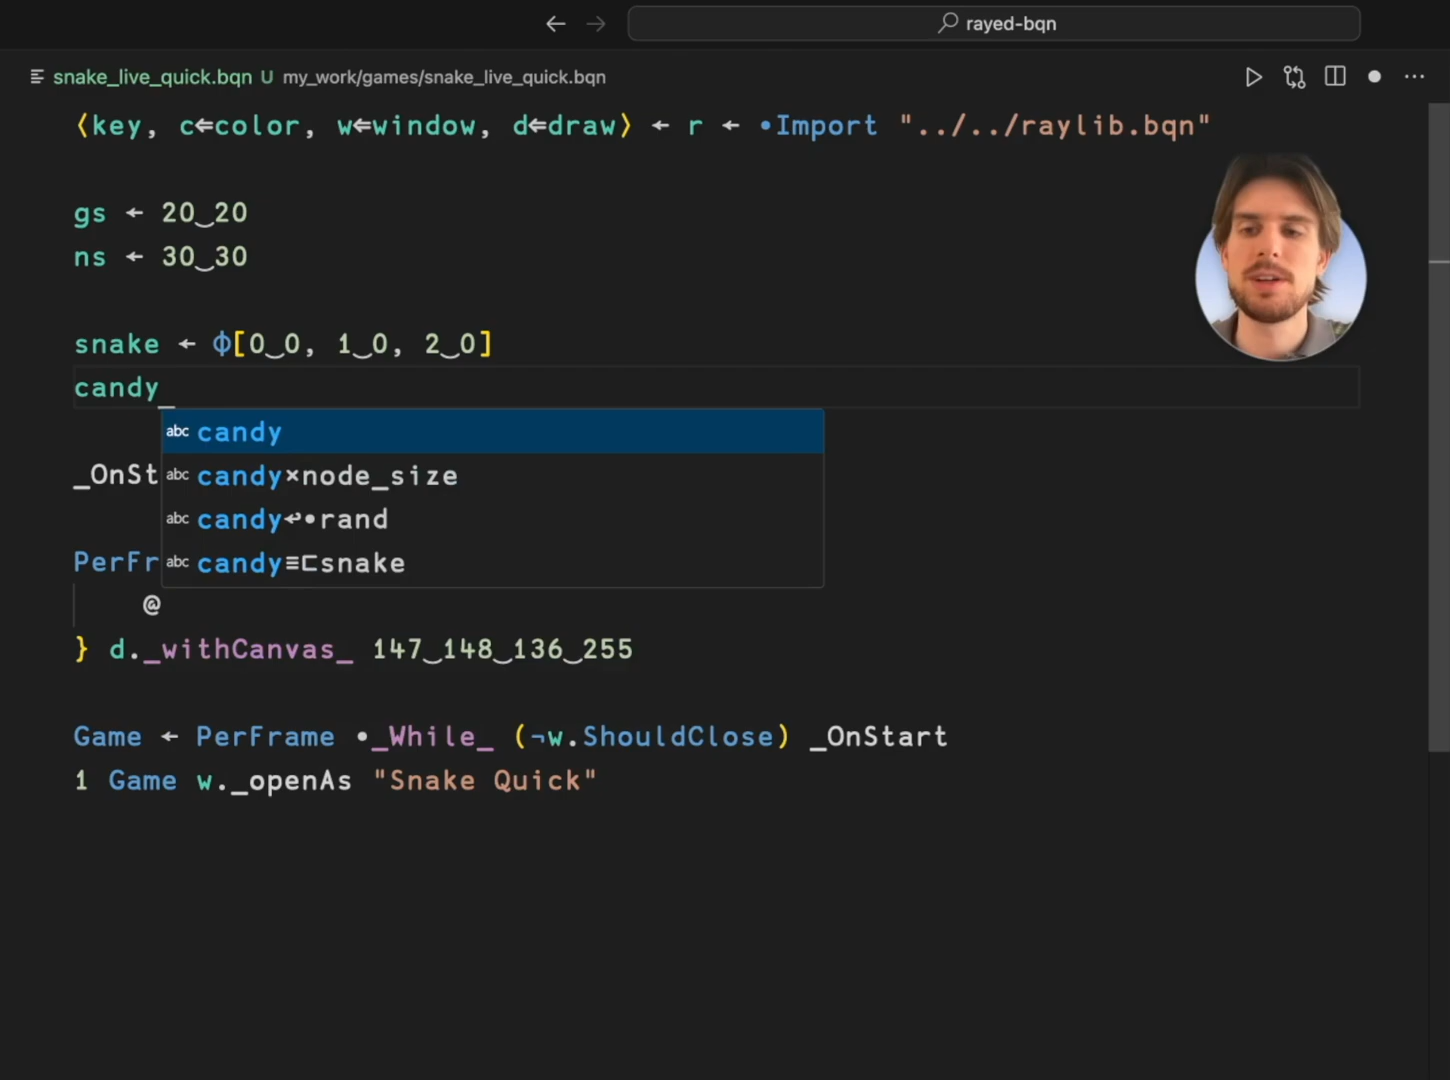 rayed-bqn
snake_live_quick.bqn U my_work/games/snake_live_quick.bqn
⟨key, c⇐color, w⇐window, d⇐draw⟩ ← r ← •Import "../../raylib.bqn"
gs ← 20‿20
ns ← 30‿30
snake ← ⌽[0‿0, 1‿0, 2‿0]
candy
abc candy
_OnSt abc candy×node_size
abc candy↩•rand
PerFr abc candy≡⊏snake
@
} d._withCanvas_ 147‿148‿136‿255
Game ← PerFrame •_While_ (¬w.ShouldClose) _OnStart
1 Game w._openAs "Snake Quick"